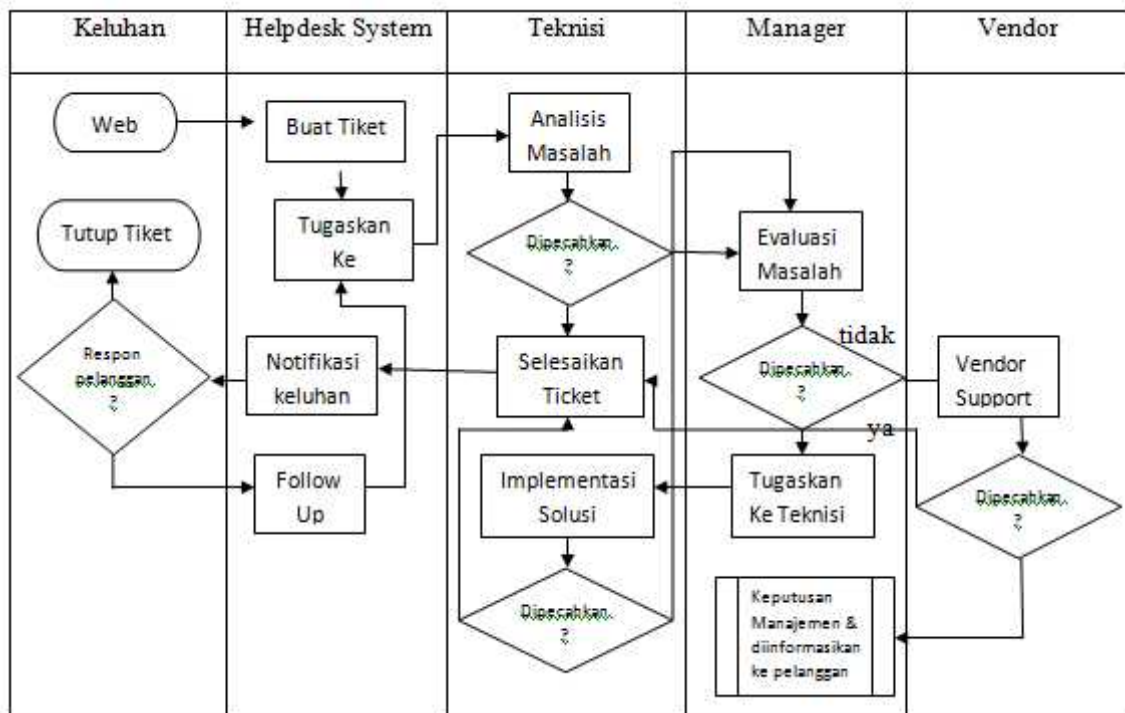 Keluhan
Helpdesk System
Teknisi
Manager
Vendor
Web
Buat Tiket
Analisis
Masalah
Tutup Tiket
Tugaskan
Ke
Dipecahkan
?
Evaluasi
Masalah
Respon
pelanggan
?
Notifikasi
keluhan
Selesaikan
Ticket
Dipecahkan
?
tidak
ya
Vendor
Support
Follow
Up
Implementasi
Solusi
Tugaskan
Ke Teknisi
Dipecahkan
?
Dipecahkan
?
Keputusan
Manajemen &
diinformasikan
ke pelanggan